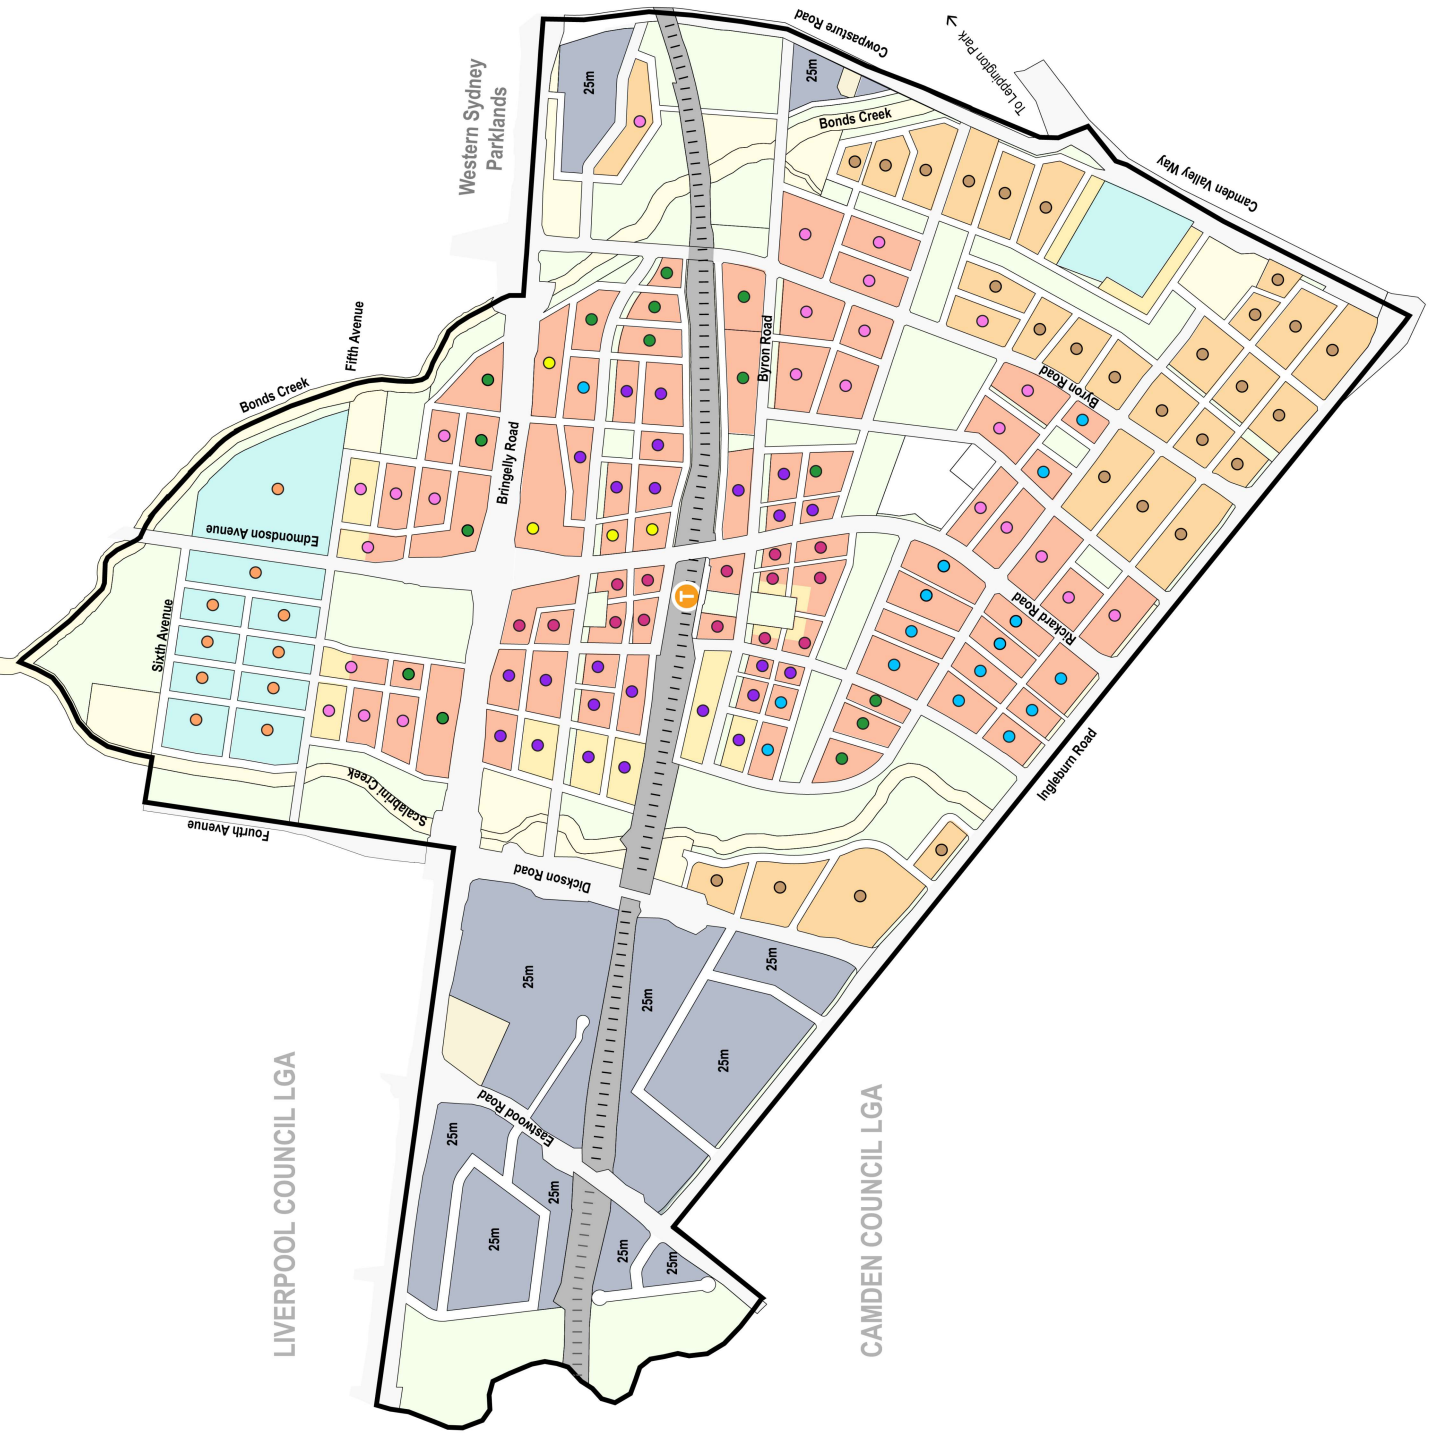 Cowpasture Road
To Leppington Park
Western Sydney
Parklands
25m
25m
Bonds Creek
Camden Valley Way
Fifth Avenue
Byron Road
Bonds Creek
Byron Road
Bringelly Road
Edmondson Avenue
T
Sixth Avenue
Rickard Road
Ingleburn Road
Scalabrini Creek
Fourth Avenue
Dickson Road
25m
25m
25m
25m
LIVERPOOL COUNCIL LGA
Eastwood Road
25m
25m
25m
25m
25m
CAMDEN COUNCIL LGA